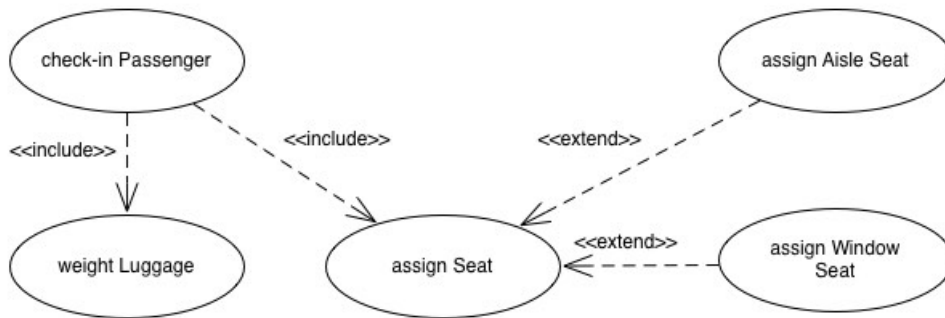 check-in Passenger
assign Aisle Seat
<<include>>
<<include>>
<<extend>>
weight Luggage
assign Seat
<<extend>>
assign Window
Seat